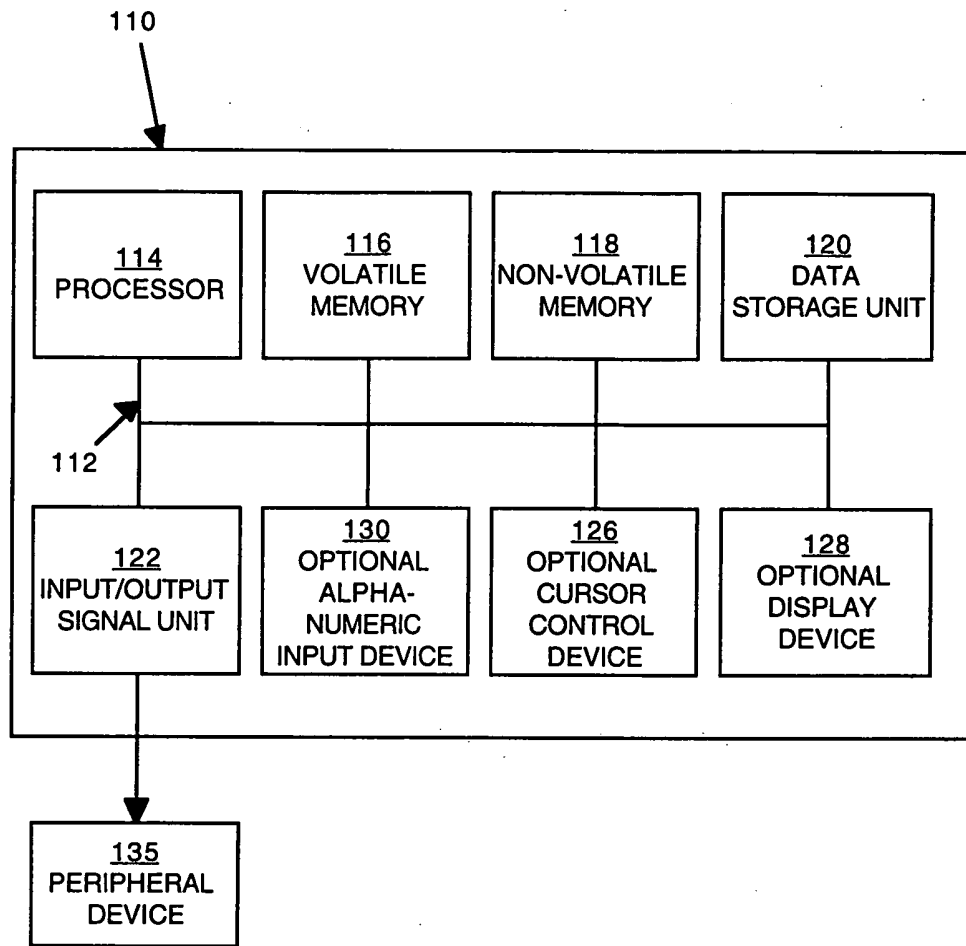 110
114
PROCESSOR
116
VOLATILE
MEMORY
118
NON-VOLATILE
MEMORY
120
DATA
STORAGE UNIT
112
122
INPUT/OUTPUT
SIGNAL UNIT
130
OPTIONAL
ALPHA-
NUMERIC
INPUT DEVICE
126
OPTIONAL
CURSOR
CONTROL
DEVICE
128
OPTIONAL
DISPLAY
DEVICE
135
PERIPHERAL
DEVICE